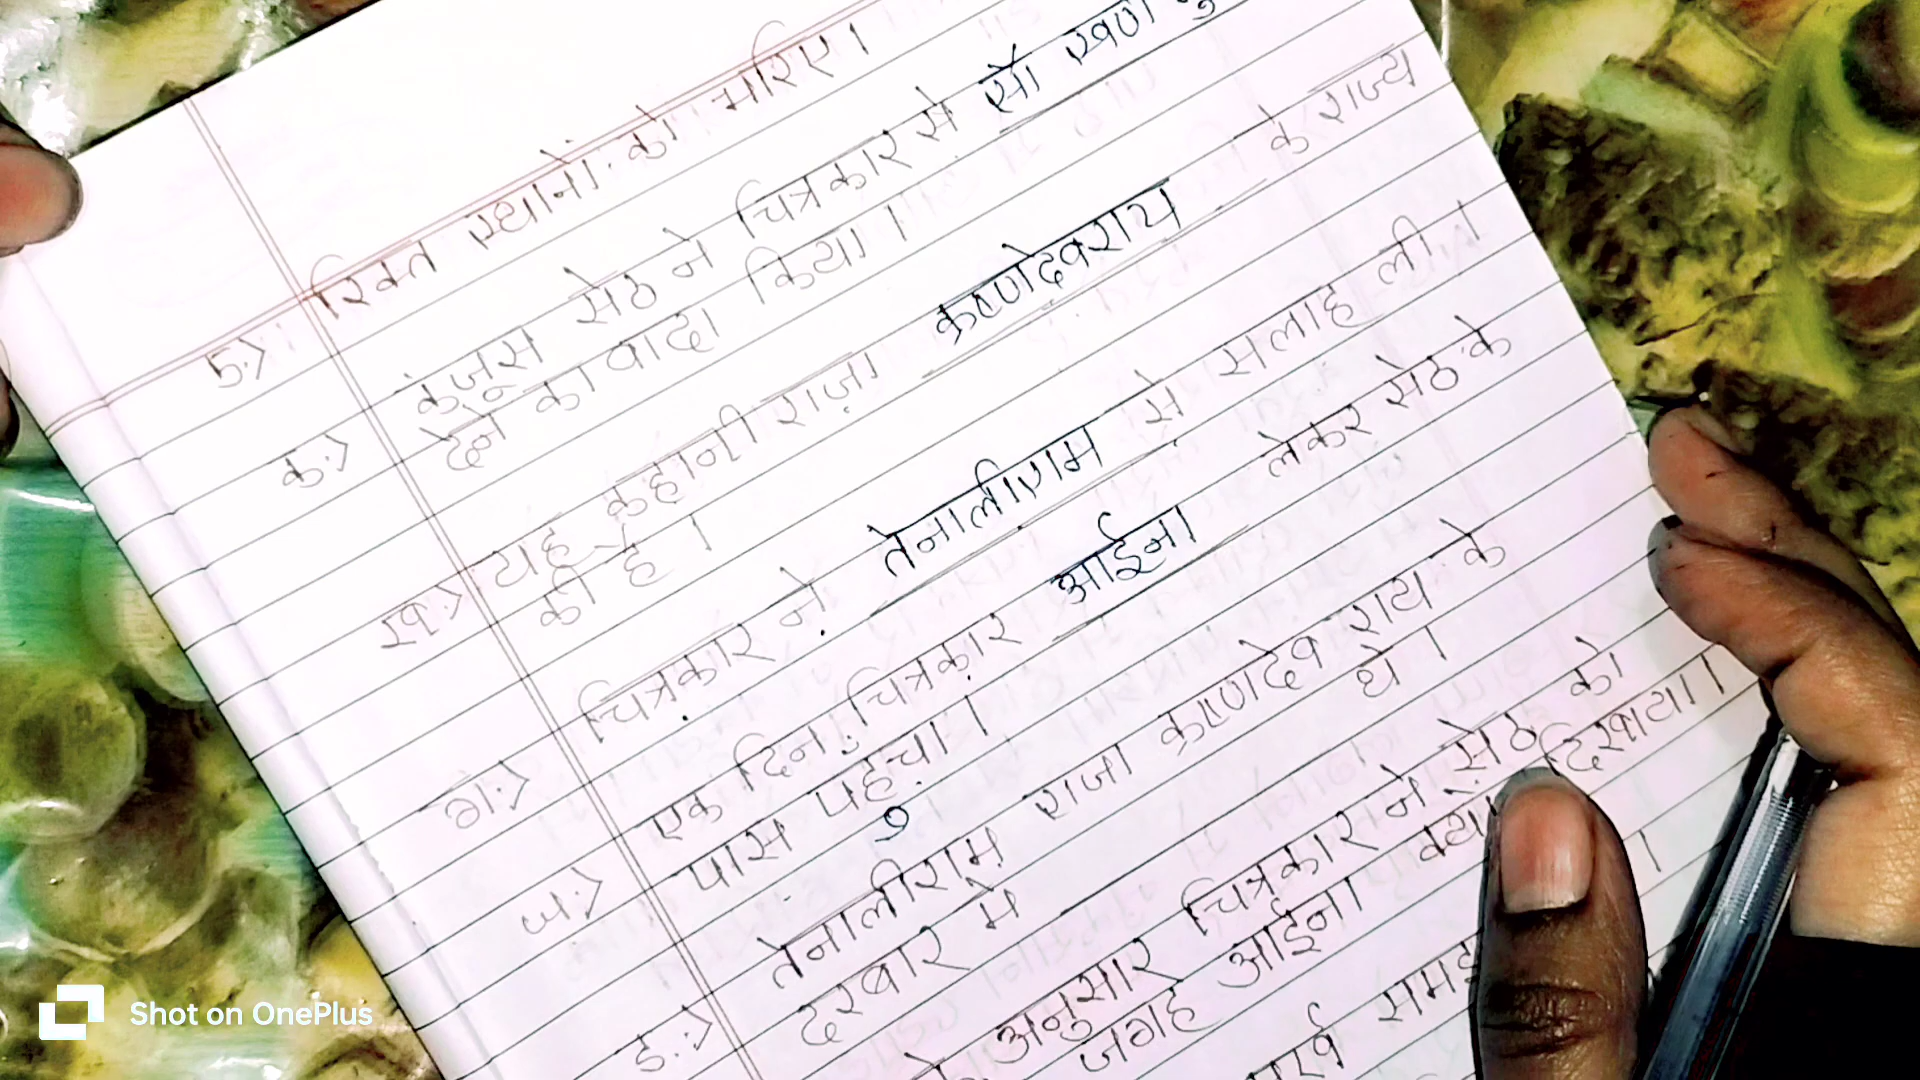 5.> रिक्त स्थानों को भरिए।
क.> कंजूस सेठ ने चित्रकार से सौ स्वर्ण
देने का वादा किया।
ख.> यह कहानी राजा कृष्णदेवराय के राज्य
की है।
ग.> चित्रकार ने तेनालीराम से सलाह ली।
घ.> एक दिन चित्रकार आईना लेकर सेठ के
पास पहुंचा।
ड.> तेनालीराम राजा कृष्णदेव राय के
दरबार में थे।
अनुसार चित्रकार ने सेठ को
जगह आईना क्यों दिखाया।
Shot on OnePlus